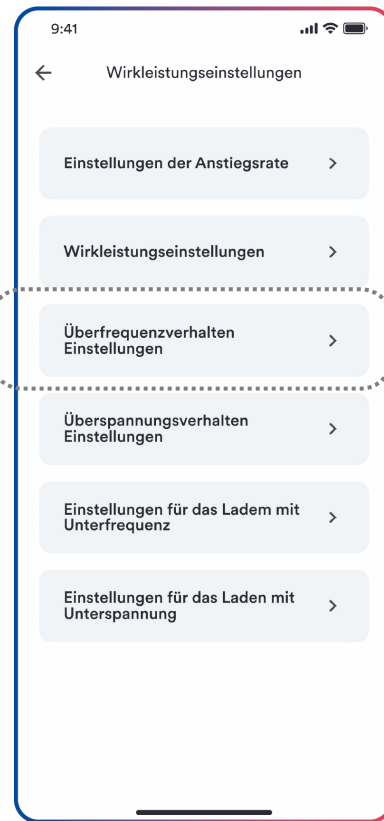 9:41
Wirkleistungseinstellungen
Einstellungen der Anstiegsrate
Wirkleistungseinstellungen
Überfrequenzverhalten
Einstellungen
Überspannungsverhalten
Einstellungen
Einstellungen für das Ladem mit
Unterfrequenz
Einstellungen für das Laden mit
Unterspannung